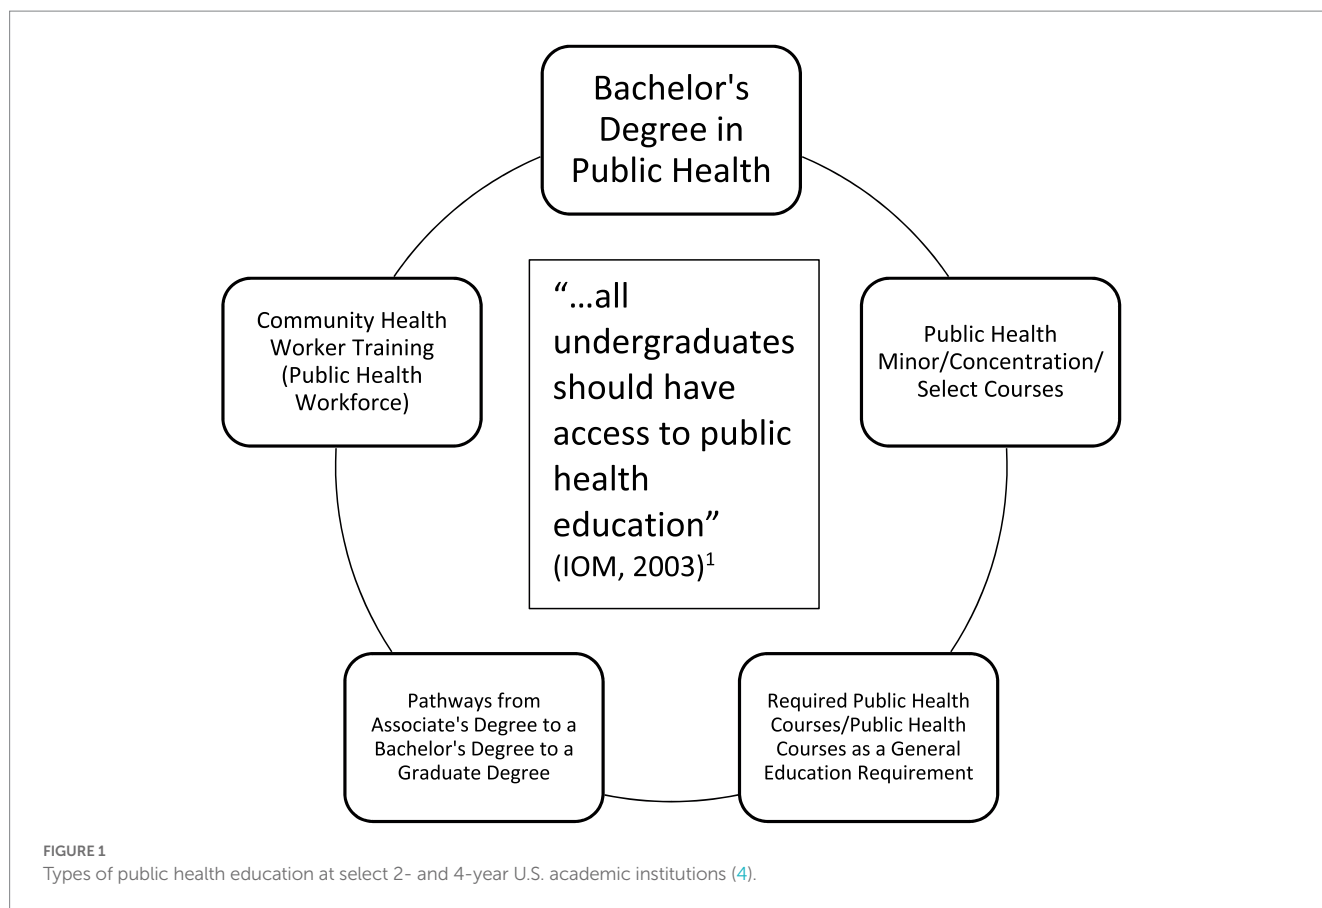 Bachelor's
Degree in
Public Health
Community Health
Worker Training
(Public Health
Workforce)
“...all
undergraduates
should have
access to public
health
education”
(IOM, 2003)¹
Public Health
Minor/Concentration/
Select Courses
Pathways from
Associate's Degree to a
Bachelor's Degree to a
Graduate Degree
Required Public Health
Courses/Public Health
Courses as a General
Education Requirement
FIGURE 1
Types of public health education at select 2- and 4-year U.S. academic institutions (4).